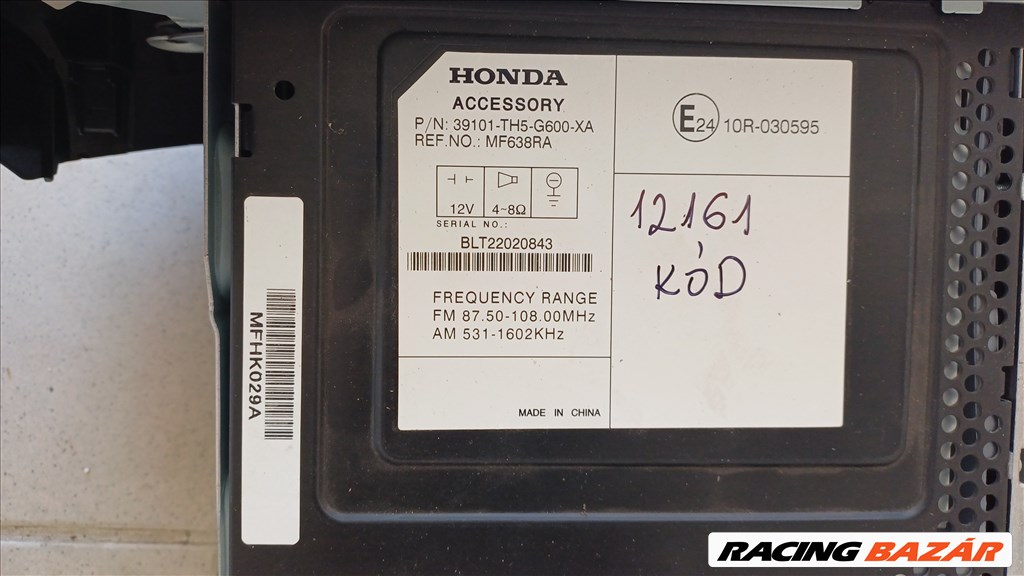 HONDA
ACCESSORY
P/N: 39101-TH5-G600-XA
REF.NO.: MF638RA
12V 4~8Ω
SERIAL NO.:
BLT22020843
FREQUENCY RANGE
FM 87.50-108.00MHz
AM 531-1602KHz
MADE IN CHINA
E24 10R-030595
12161
KÓD
MFHK029A
RACING BAZÁR